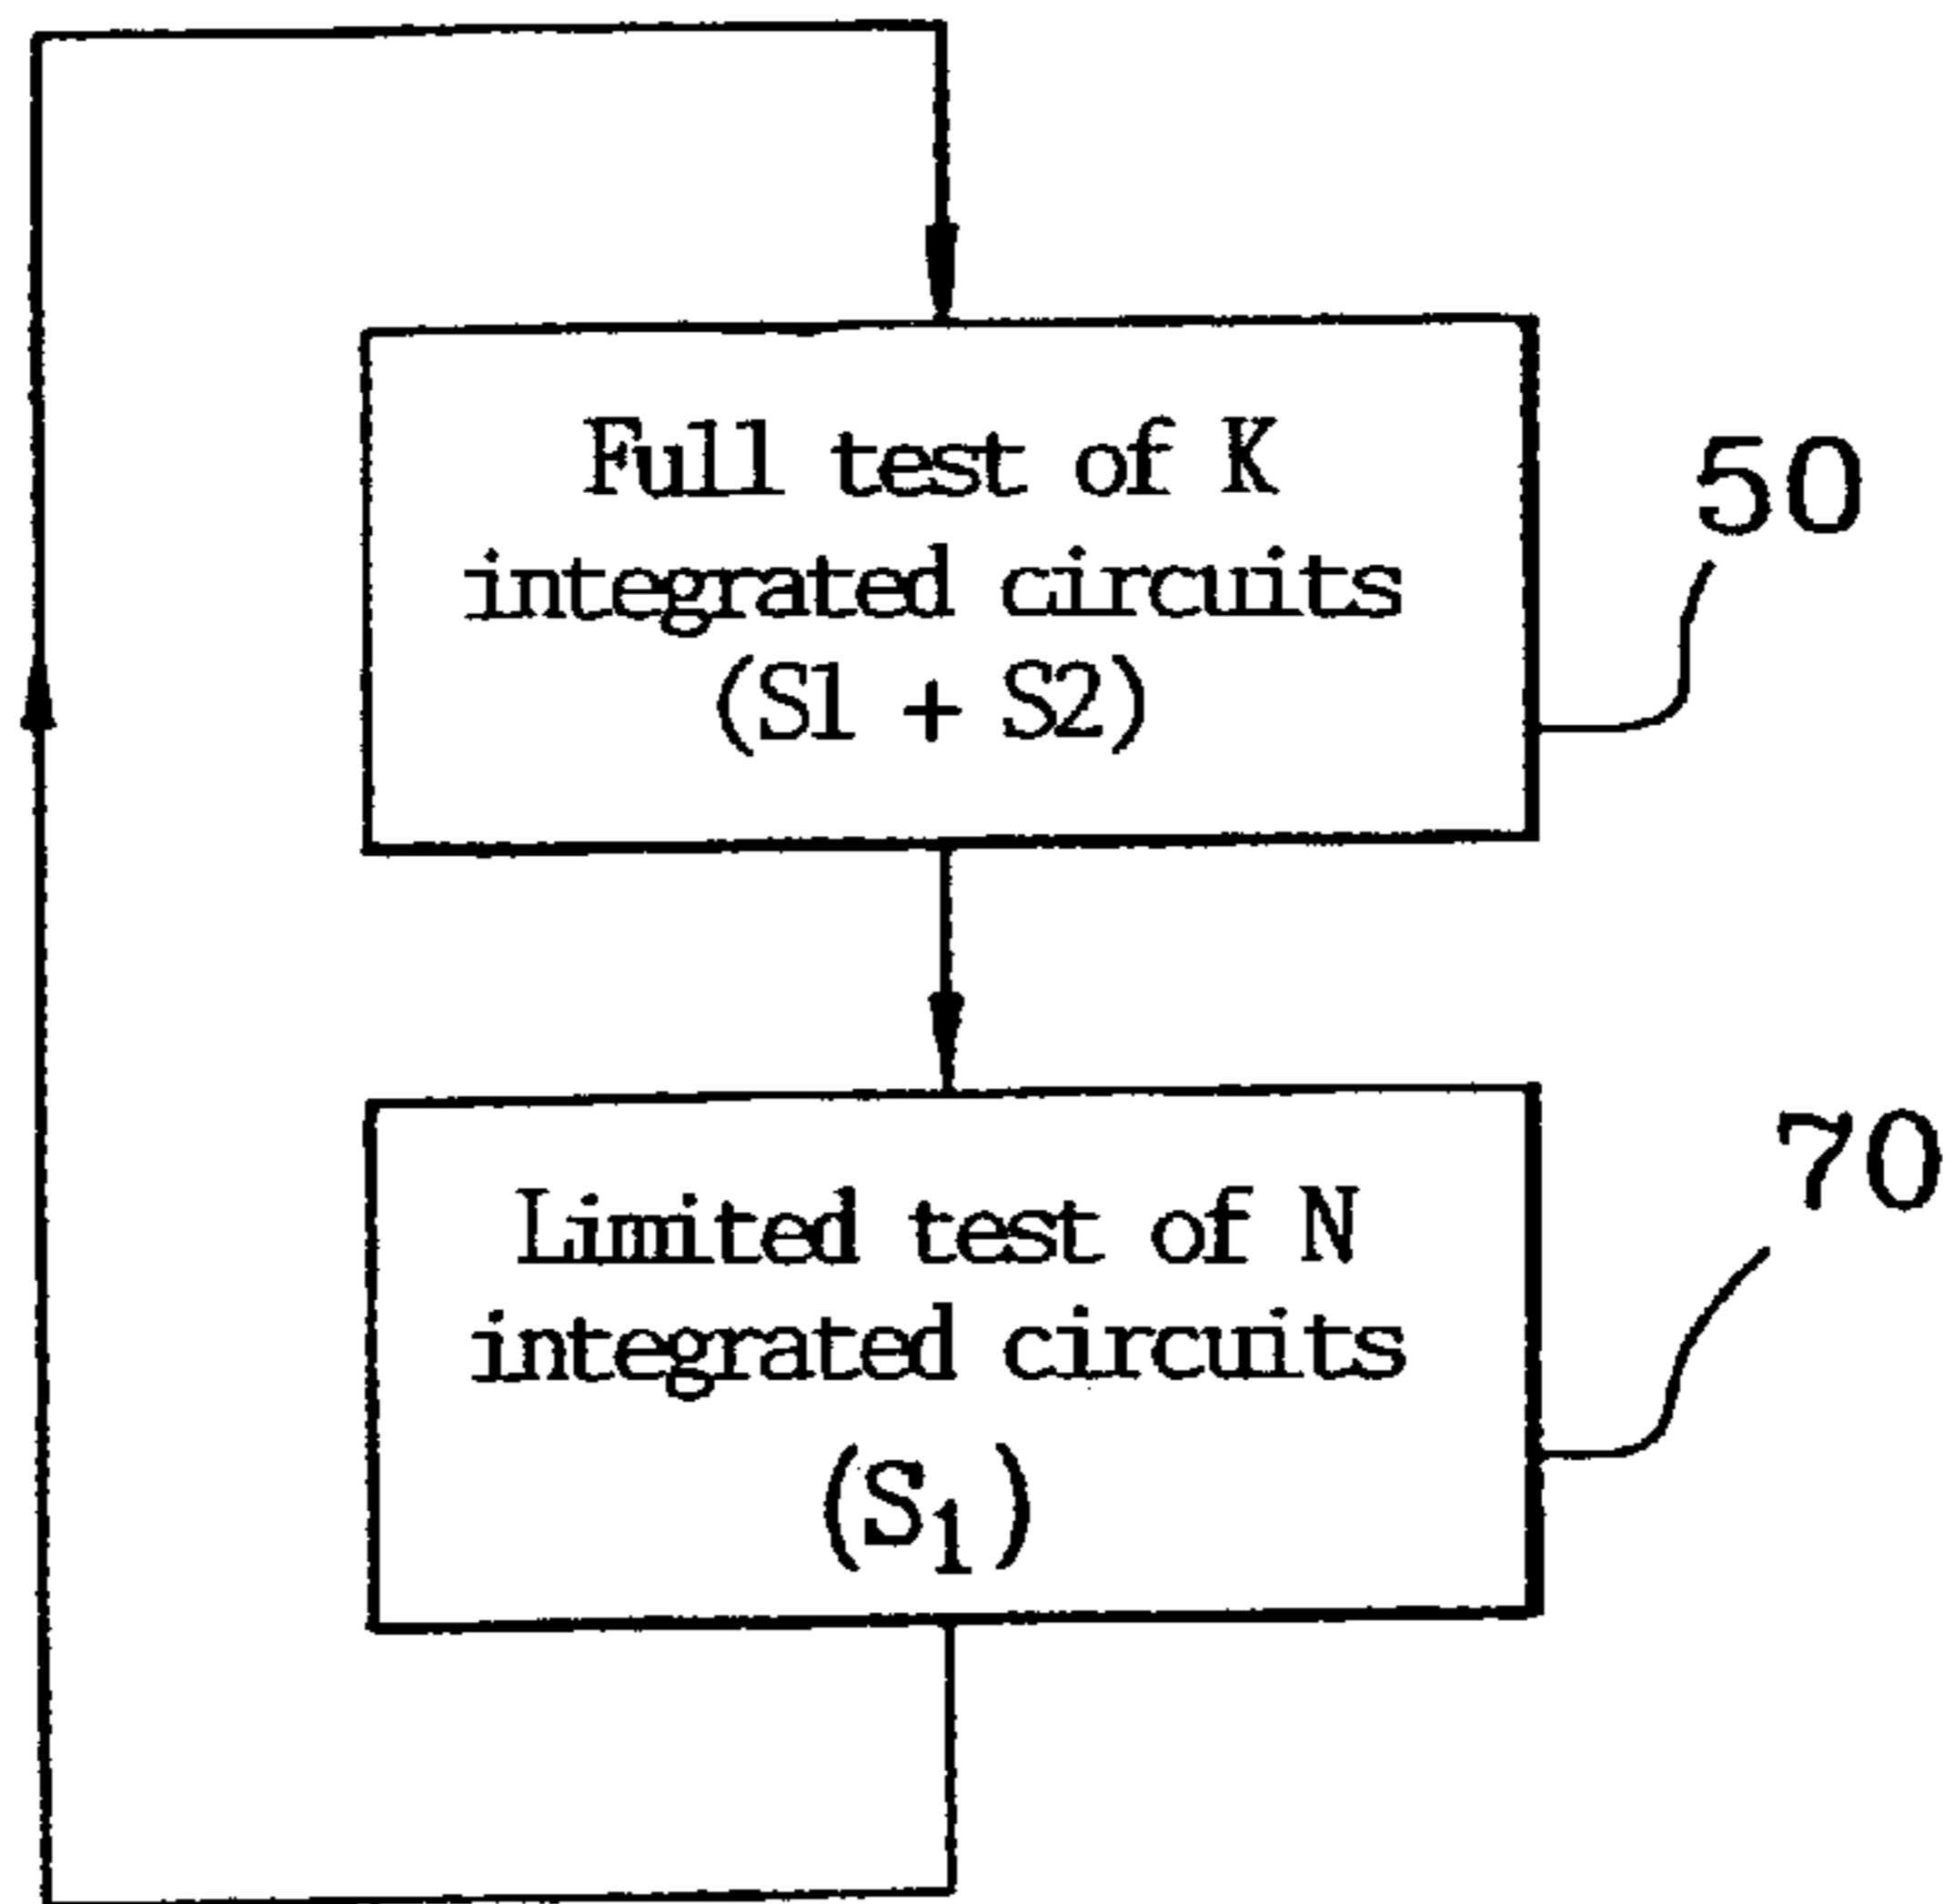 Full test of K
integrated circuits
(S1 + S2)
50
Limited test of N
integrated circuits
(S₁)
70